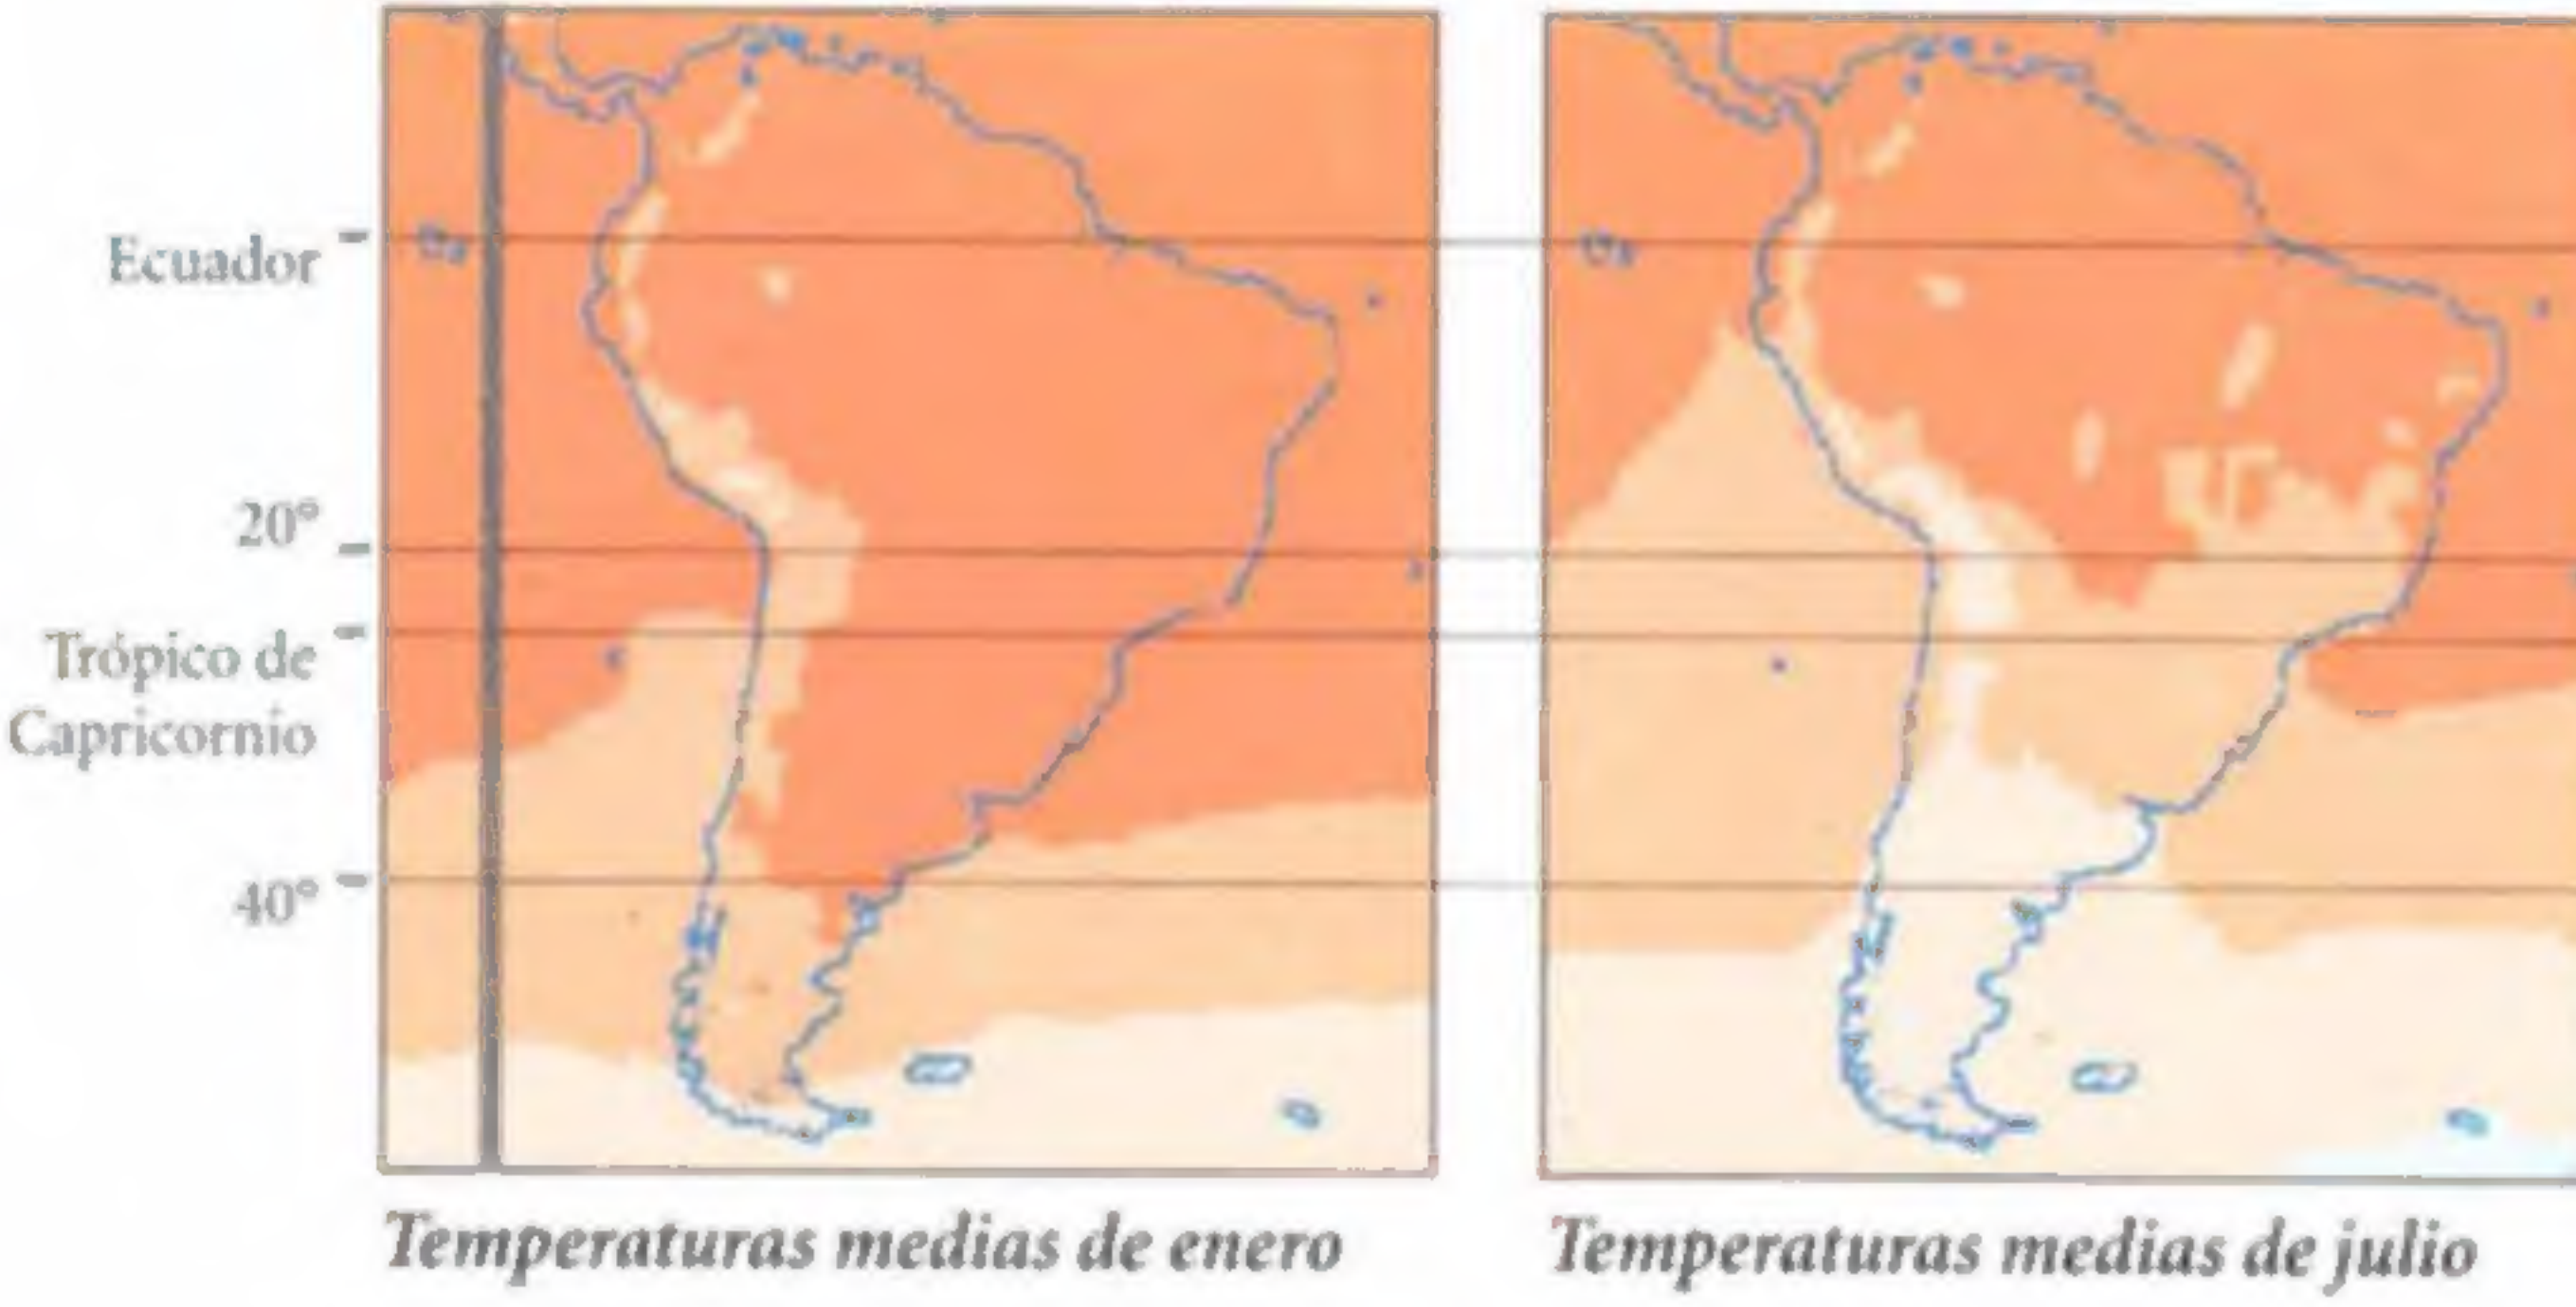 Ecuador
20°
Trópico de
Capricornio
40°
Temperaturas medias de enero
Temperaturas medias de julio